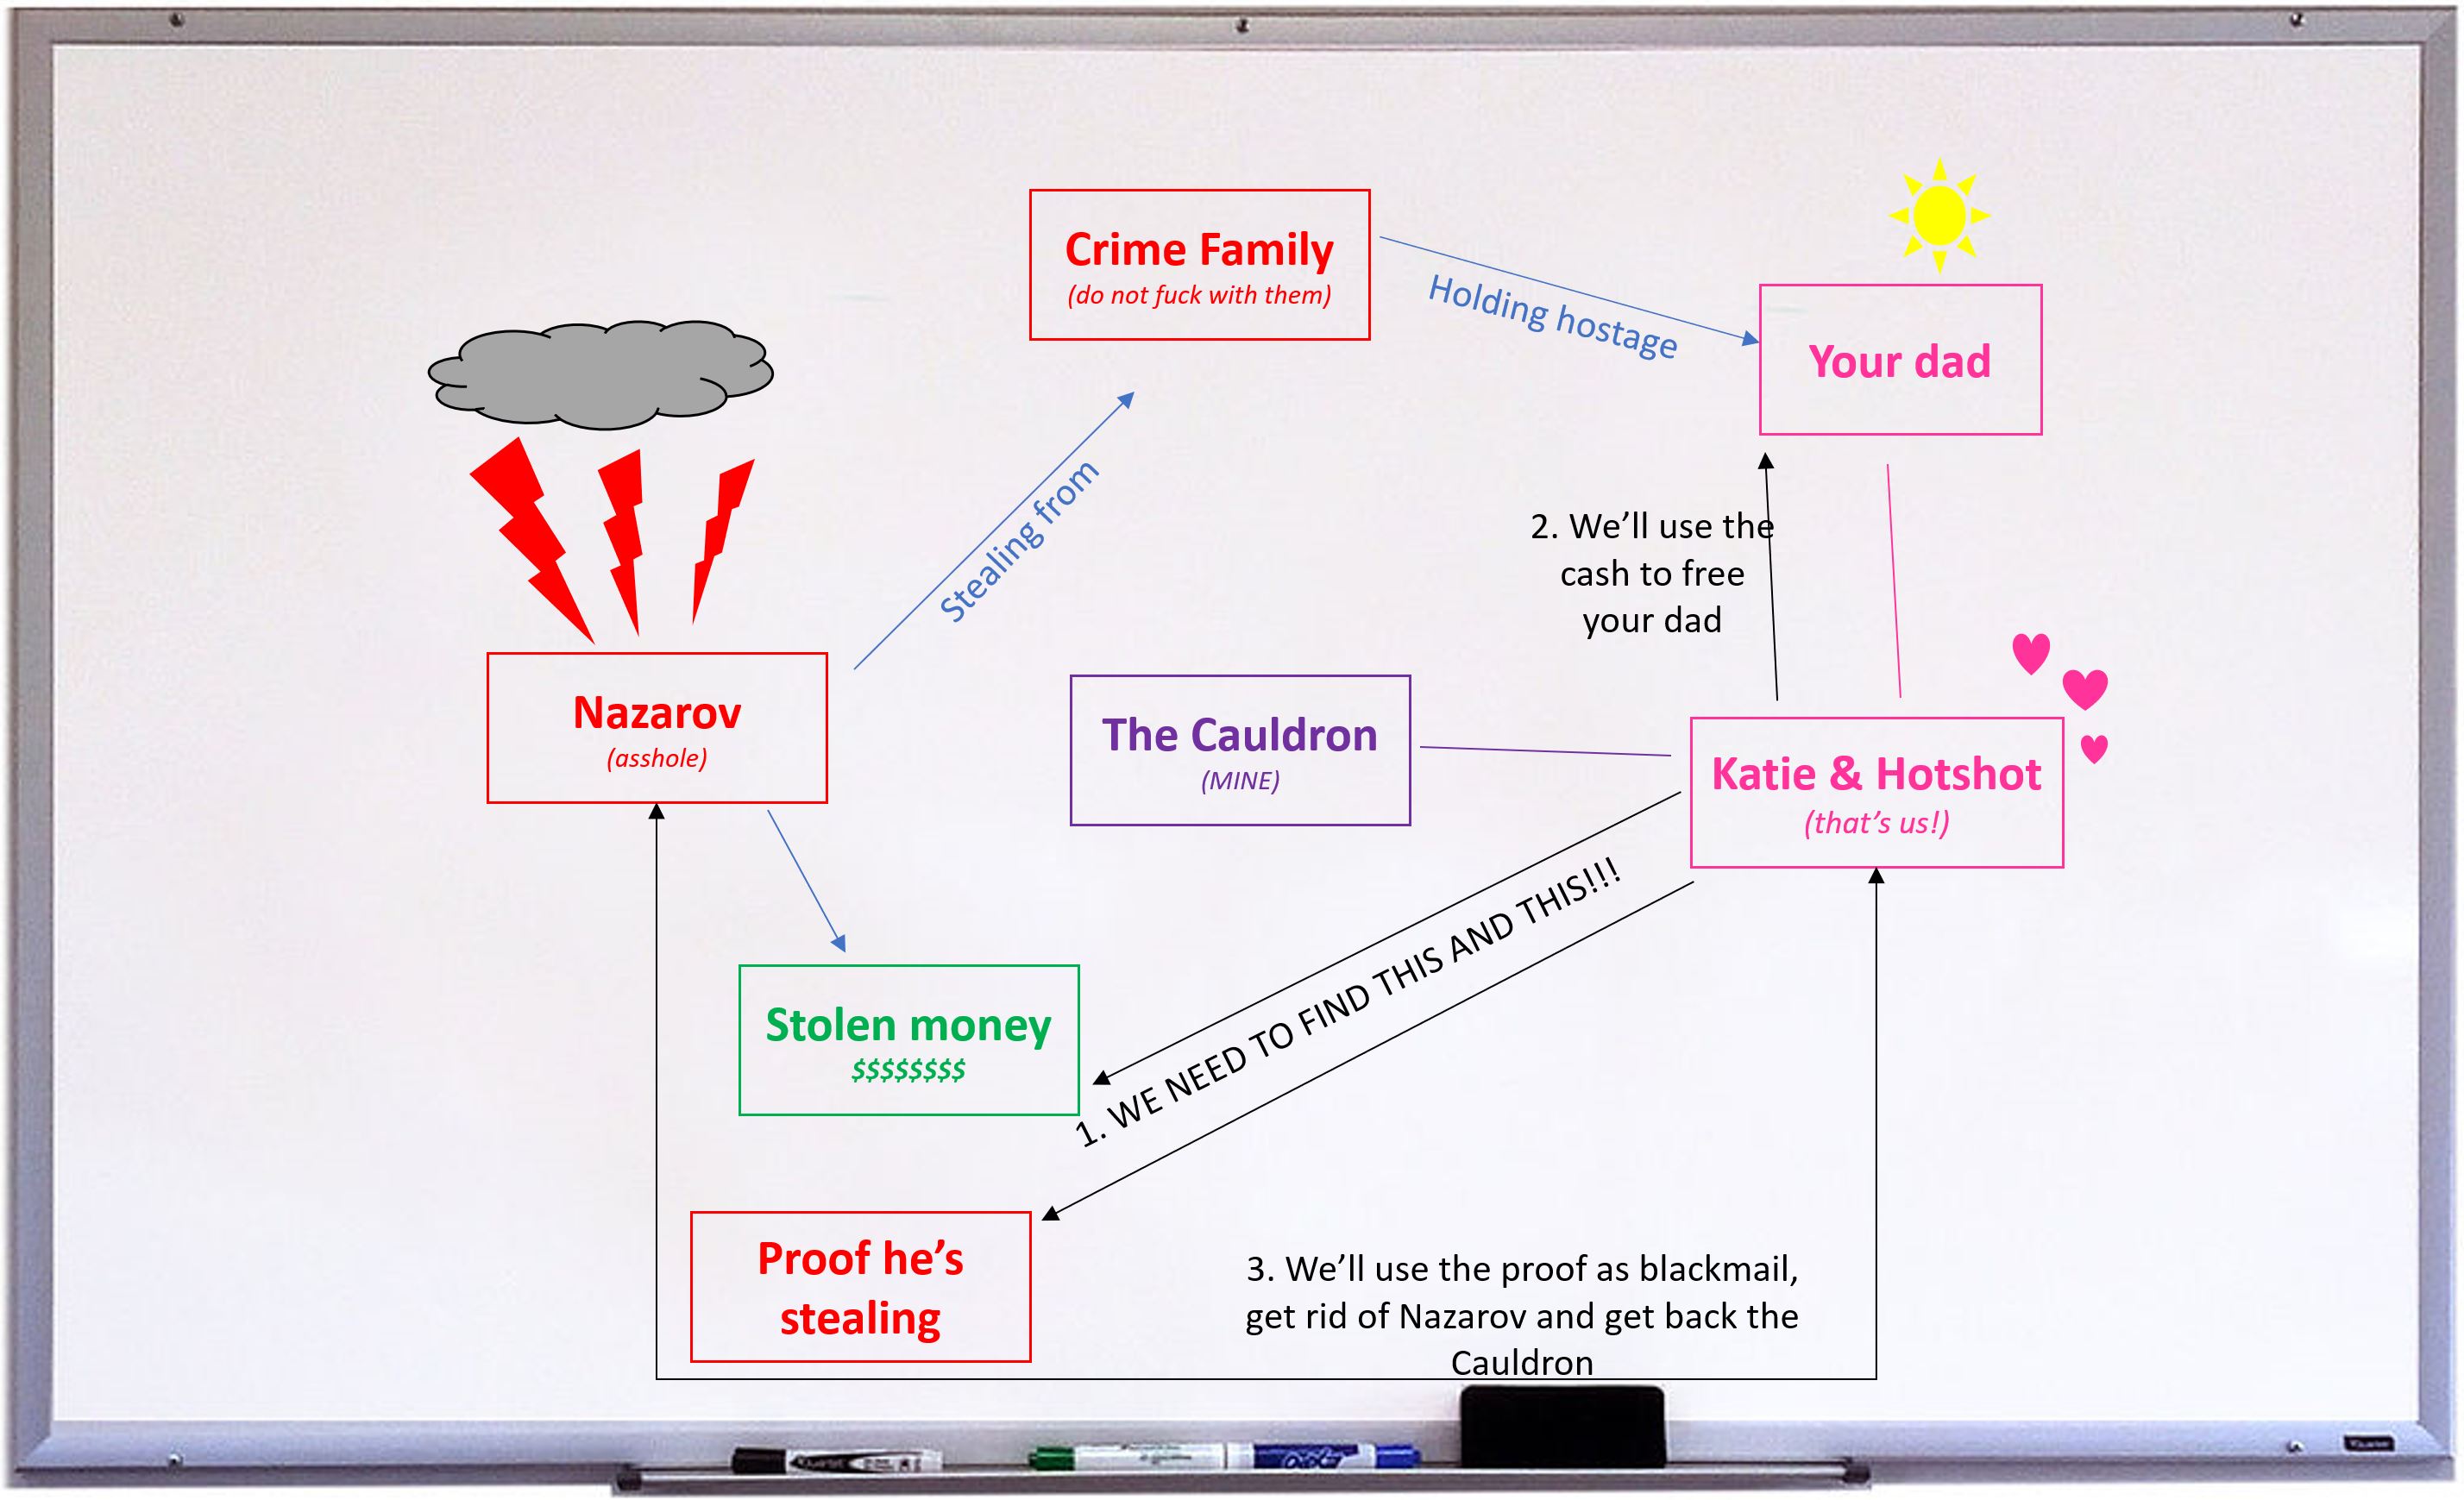 Crime Family
(do not fuck with them)
Holding hostage
Your dad
Stealing from
2. We’ll use the
cash to free
your dad
Nazarov
(asshole)
The Cauldron
(MINE)
Katie & Hotshot
(that’s us!)
1. WE NEED TO FIND THIS AND THIS!!!
Stolen money
$$$$$$$$
Proof he’s
stealing
3. We’ll use the proof as blackmail,
get rid of Nazarov and get back the
Cauldron